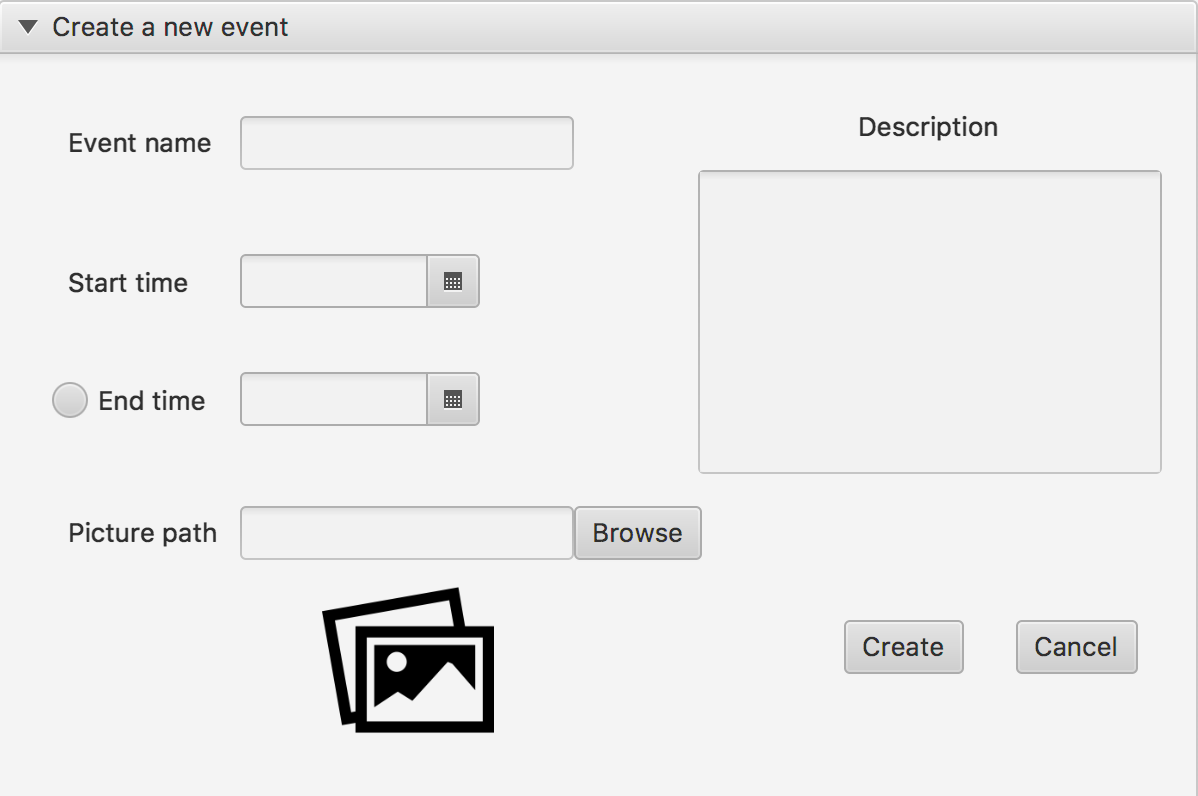 Create a new event
Event name
Description
Start time
End time
Picture path
Browse
Create
Cancel